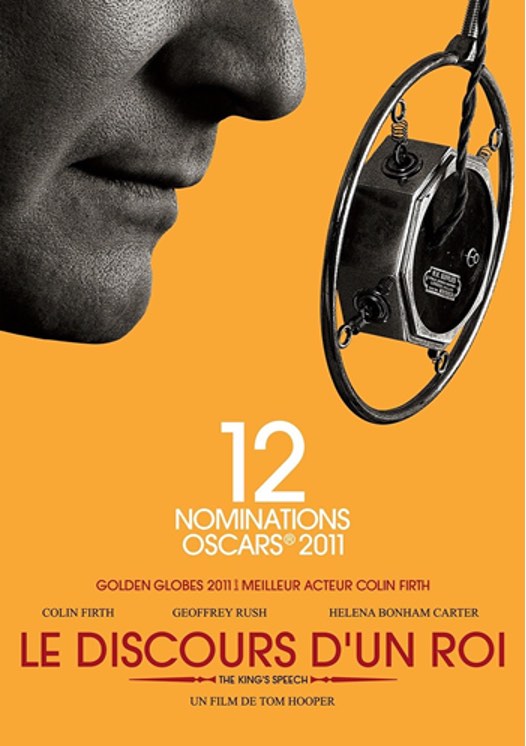 12
NOMINATIONS
OSCARS® 2011
GOLDEN GLOBES 2011 MEILLEUR ACTEUR COLIN FIRTH
COLIN FIRTH GEOFFREY RUSH HELENA BONHAM CARTER
LE DISCOURS D'UN ROI
THE KING'S SPEECH
UN FILM DE TOM HOOPER